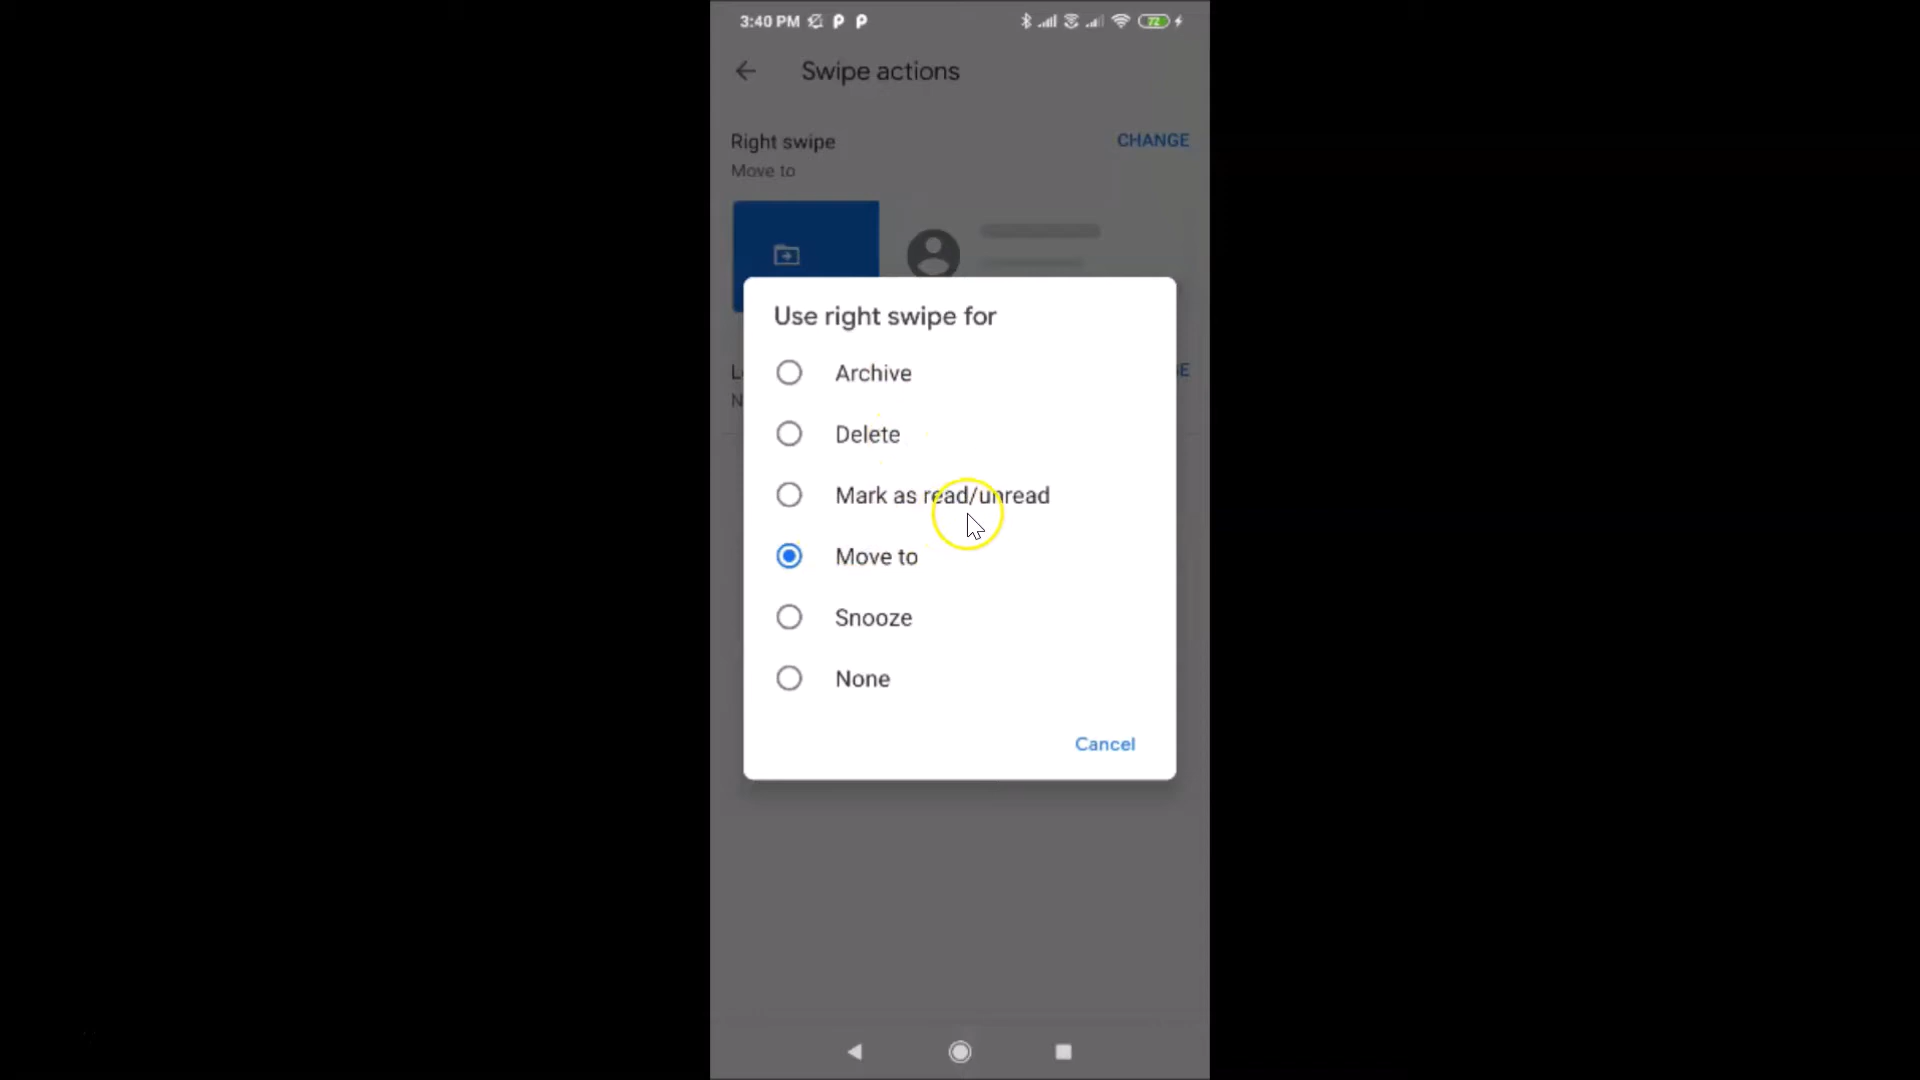 3:40 PM P P 72
Swipe actions
Right swipe CHANGE
Move to
Use right swipe for
L
N
E
Archive
Delete
Mark as read/unread
Move to
Snooze
None
Cancel